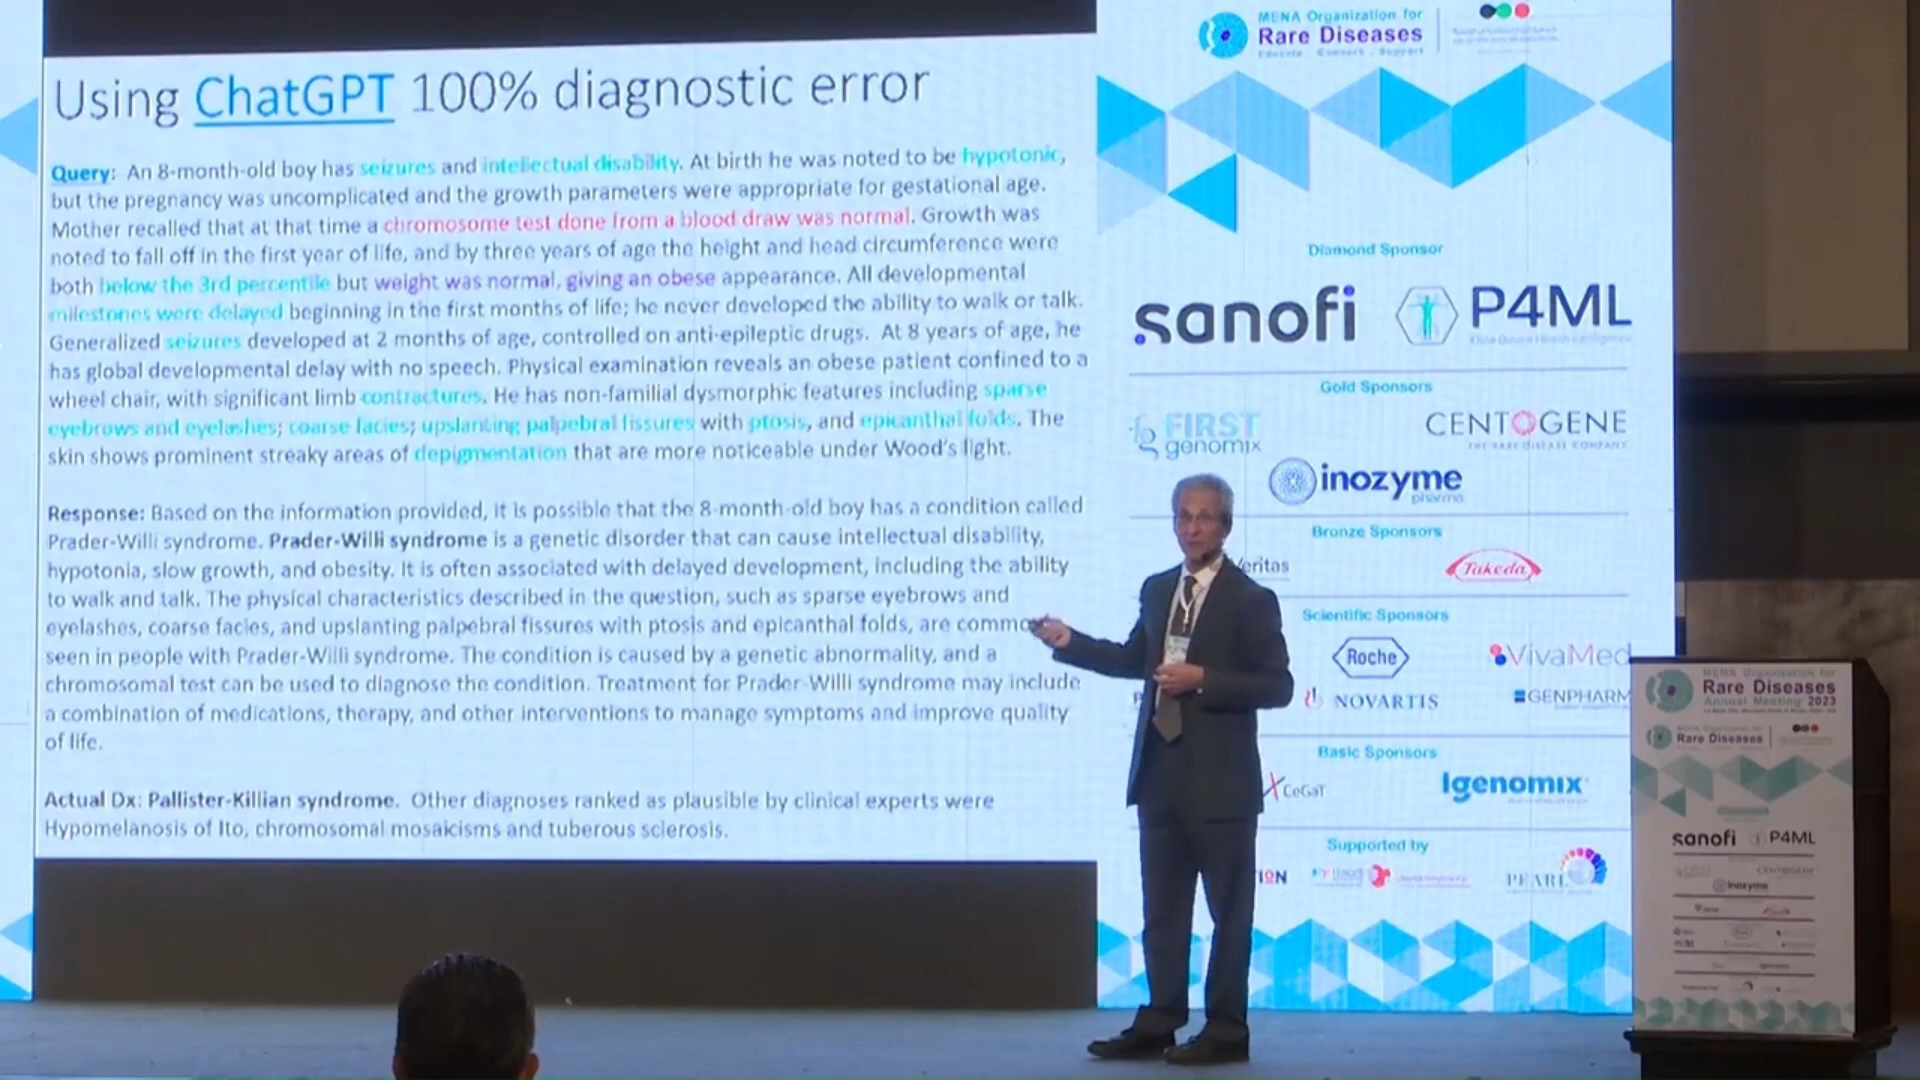 Using ChatGPT 100% diagnostic error
Query: An 8-month-old boy has seizures and intellectual disability. At birth he was noted to be hypotonic,
but the pregnancy was uncomplicated and the growth parameters were appropriate for gestational age.
Mother recalled that at that time a chromosome test done from a blood draw was normal. Growth was
noted to fall off in the first year of life, and by three years of age the height and head circumference were
both below the 3rd percentile but weight was normal, giving an obese appearance. All developmental
milestones were delayed beginning in the first months of life; he never developed the ability to walk or talk.
Generalized seizures developed at 2 months of age, controlled on anti-epileptic drugs. At 8 years of age, he
has global developmental delay with no speech. Physical examination reveals an obese patient confined to a
wheel chair, with significant limb contractures. He has non-familial dysmorphic features including sparse
eyebrows and eyelashes; coarse facies; upslanting palpebral fissures with ptosis, and epicanthal folds. The
skin shows prominent streaky areas of depigmentation that are more noticeable under Wood's light.
Response: Based on the information provided, it is possible that the 8-month-old boy has a condition called
Prader-Willi syndrome. Prader-Willi syndrome is a genetic disorder that can cause intellectual disability,
hypotonia, slow growth, and obesity. It is often associated with delayed development, including the ability
to walk and talk. The physical characteristics described in the question, such as sparse eyebrows and
eyelashes, coarse facies, and upslanting palpebral fissures with ptosis and epicanthal folds, are commo
seen in people with Prader-Willi syndrome. The condition is caused by a genetic abnormality, and a
chromosomal test can be used to diagnose the condition. Treatment for Prader-Willi syndrome may include
a combination of medications, therapy, and other interventions to manage symptoms and improve quality
of life.
Actual Dx: Pallister-Killian syndrome. Other diagnoses ranked as plausible by clinical experts were
Hypomelanosis of Ito, chromosomal mosaicisms and tuberous sclerosis.
MENA Organization for
Rare Diseases
Educate . Connect . Support
Diamond Sponsor
sanofi P4ML
Gold Sponsors
FIRST
genomix
CENTOGENE
THE RARE DISEASE COMPANY
inozyme
pharma
Bronze Sponsors
Veritas Takeda
Scientific Sponsors
Roche VivaMed
NOVARTIS GENPHARM
Basic Sponsors
CeGaT Igenomix
Supported by
ION
PEARL
MENA Organization for
Rare Diseases
Annual Meeting 2023
Rare Diseases
sanofi P4ML
CENTOGENE
inozyme